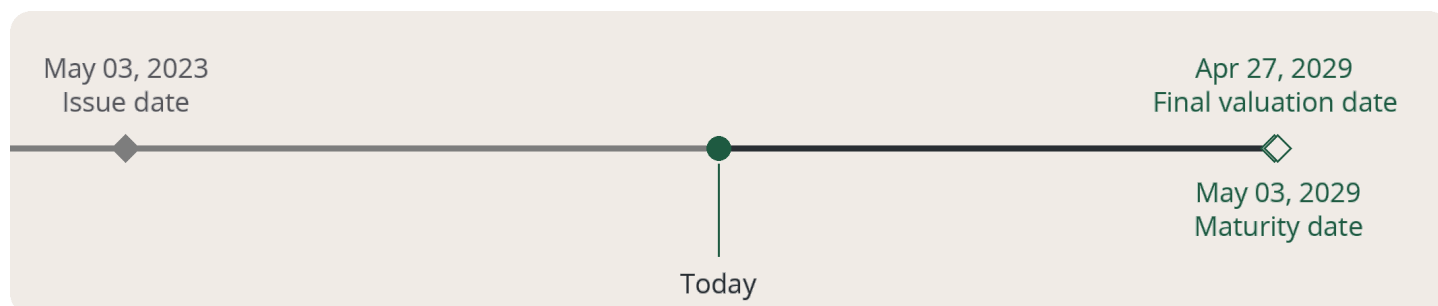 May 03, 2023
Issue date
Apr 27, 2029
Final valuation date
May 03, 2029
Maturity date
Today